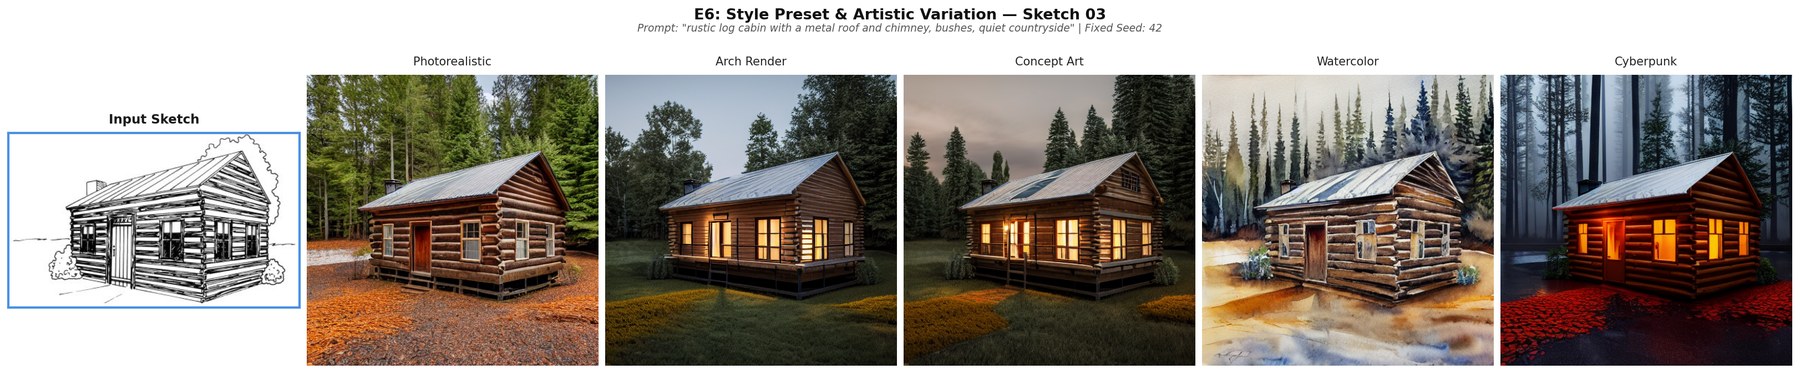 E6: Style Preset & Artistic Variation — Sketch 03
Prompt: "rustic log cabin with a metal roof and chimney, bushes, quiet countryside" | Fixed Seed: 42
Input Sketch
Photorealistic
Arch Render
Concept Art
Watercolor
Cyberpunk